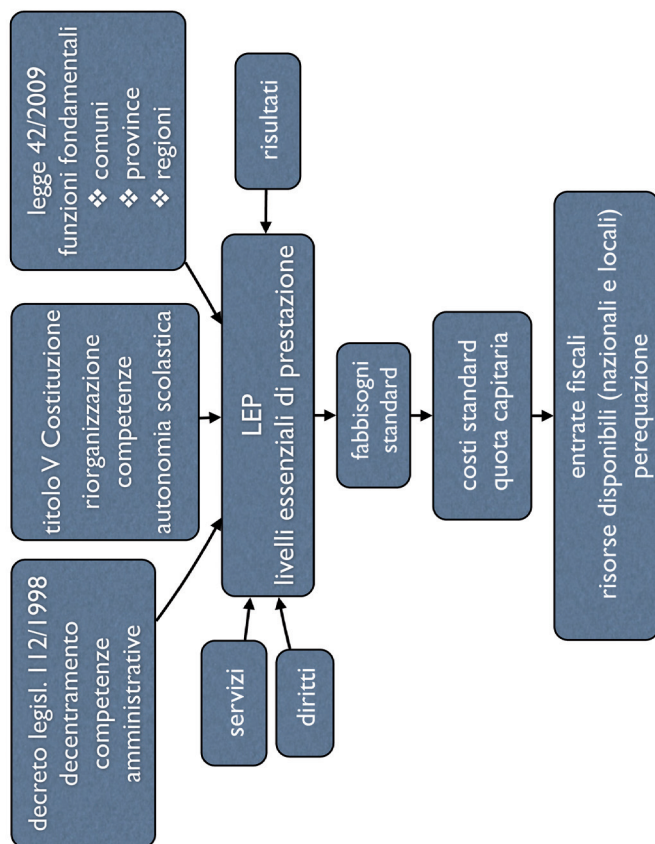 decreto legisl. 112/1998
decentramento
competenze
amministrative
titolo V Costituzione
riorganizzazione
competenze
autonomia scolastica
legge 42/2009
funzioni fondamentali
❖ comuni
❖ province
❖ regioni
servizi
diritti
LEP
livelli essenziali di prestazione
risultati
fabbisogni
standard
costi standard
quota capitaria
entrate fiscali
risorse disponibili (nazionali e locali)
perequazione